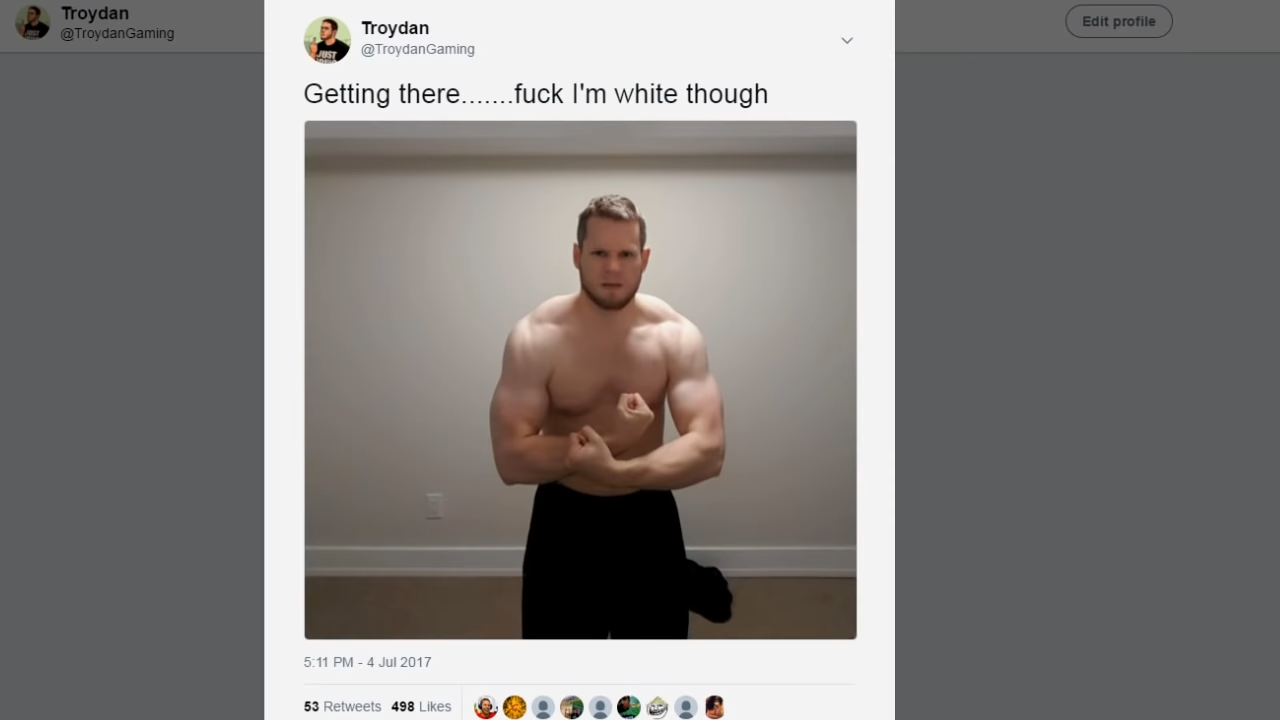 Troydan
@TroydanGaming
Edit profile
Troydan
@TroydanGaming
Getting there.......fuck I'm white though
5:11 PM - 4 Jul 2017
53 Retweets 498 Likes
JUST